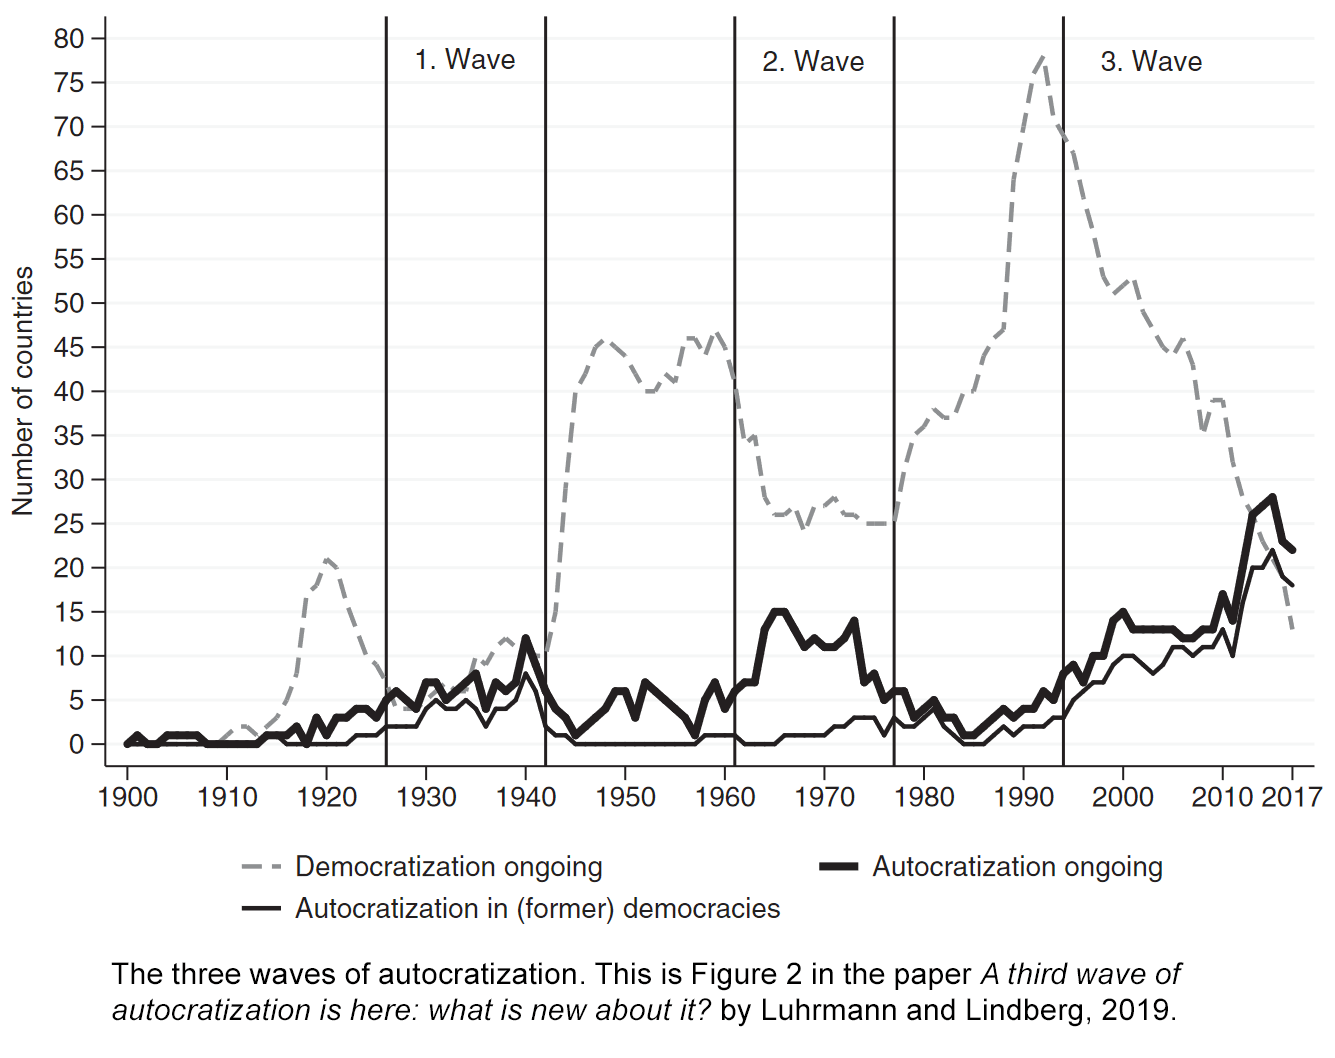 80
75
70
65
60
55
50
45
40
35
30
25
20
15
10
5
0
Number of countries
1. Wave
2. Wave
3. Wave
1900 1910 1920 1930 1940 1950 1960 1970 1980 1990 2000 2010 2017
Democratization ongoing
Autocratization ongoing
Autocratization in (former) democracies
The three waves of autocratization. This is Figure 2 in the paper A third wave of
autocratization is here: what is new about it? by Luhrmann and Lindberg, 2019.